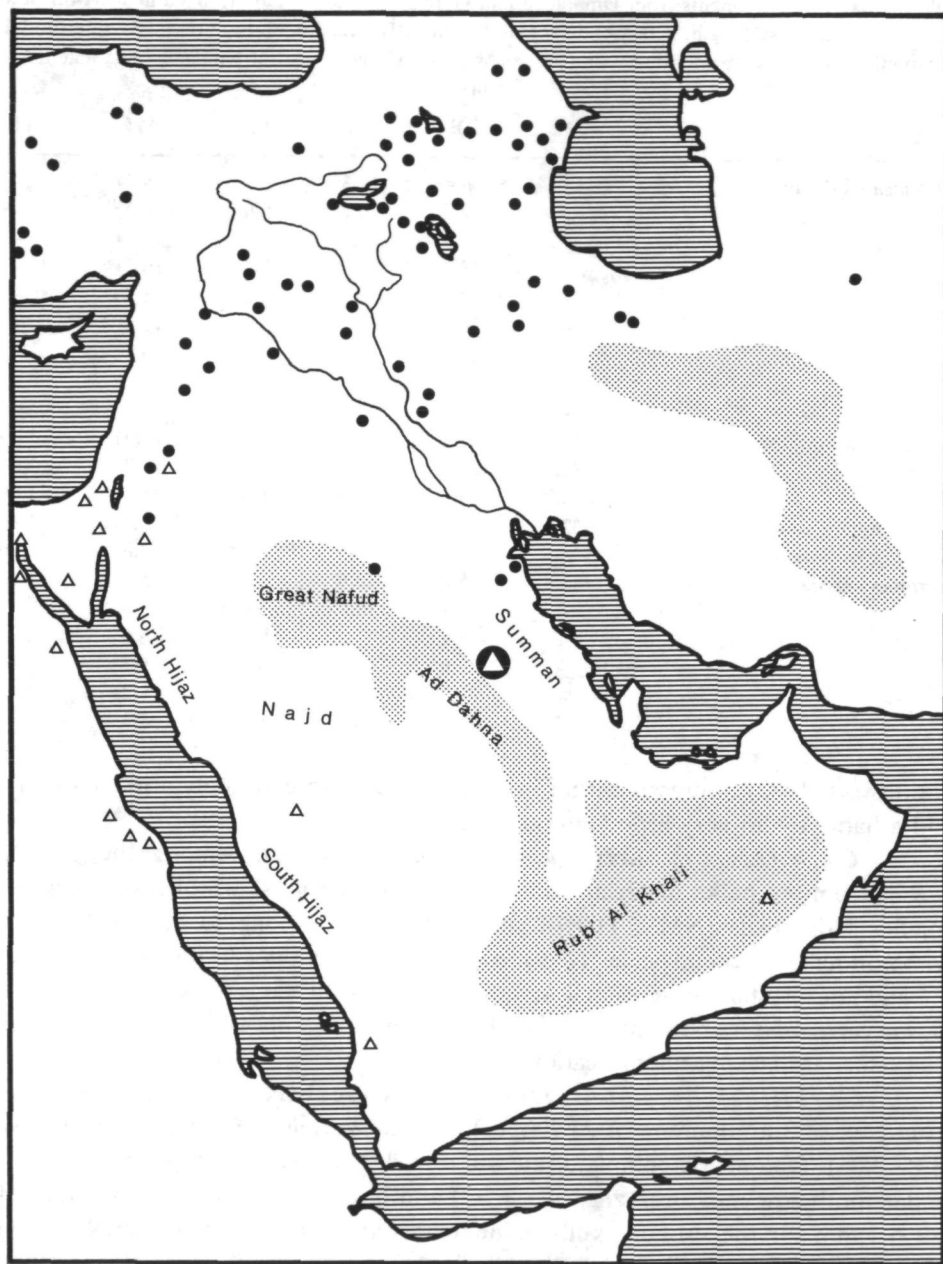 Great Nafud
Summan
North Hijaz
Ad Dahna
Najd
South Hijaz
Rub' Al Khali